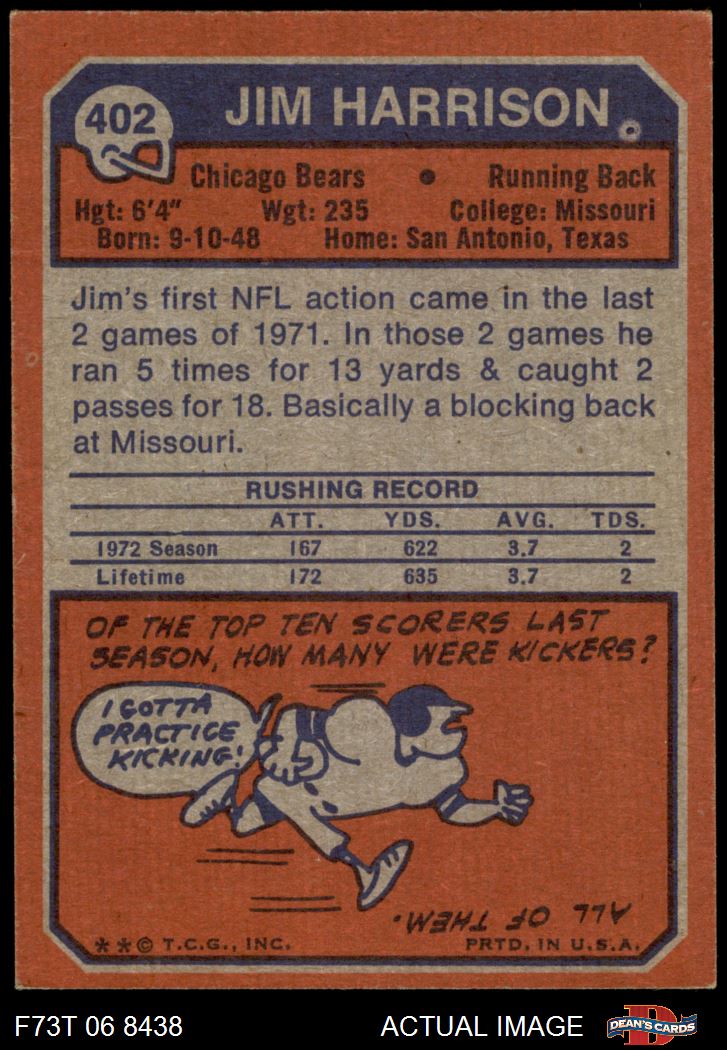 402
JIM HARRISON
Chicago Bears • Running Back
Hgt: 6'4" Wgt: 235 College: Missouri
Born: 9-10-48 Home: San Antonio, Texas
Jim's first NFL action came in the last
2 games of 1971. In those 2 games he
ran 5 times for 13 yards & caught 2
passes for 18. Basically a blocking back
at Missouri.
RUSHING RECORD
ATT. YDS. AVG. TDS.
1972 Season 167 622 3.7 2
Lifetime 172 635 3.7 2
OF THE TOP TEN SCORERS LAST
SEASON, HOW MANY WERE KICKERS?
I GOTTA
PRACTICE
KICKING!
ALL OF THEM.
**© T.C.G., INC. PRTD. IN U.S.A.
F73T 06 8438 ACTUAL IMAGE DEAN'S CARDS